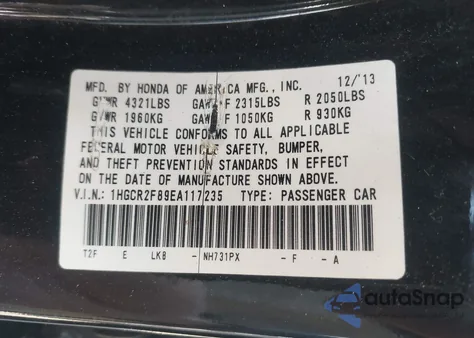 MFD. BY HONDA OF AMERICA MFG., INC. 12/'13
GVWR 4321LBS GAWR F 2315LBS R 2050LBS
GVWR 1960KG GAWR F 1050KG R 930KG
THIS VEHICLE CONFORMS TO ALL APPLICABLE
FEDERAL MOTOR VEHICLE SAFETY, BUMPER,
AND THEFT PREVENTION STANDARDS IN EFFECT
ON THE DATE OF MANUFACTURE SHOWN ABOVE.
V.I.N.: 1HGCR2F89EA117235 TYPE: PASSENGER CAR
T2F E LKB - NH731PX - F - A
autoSnap